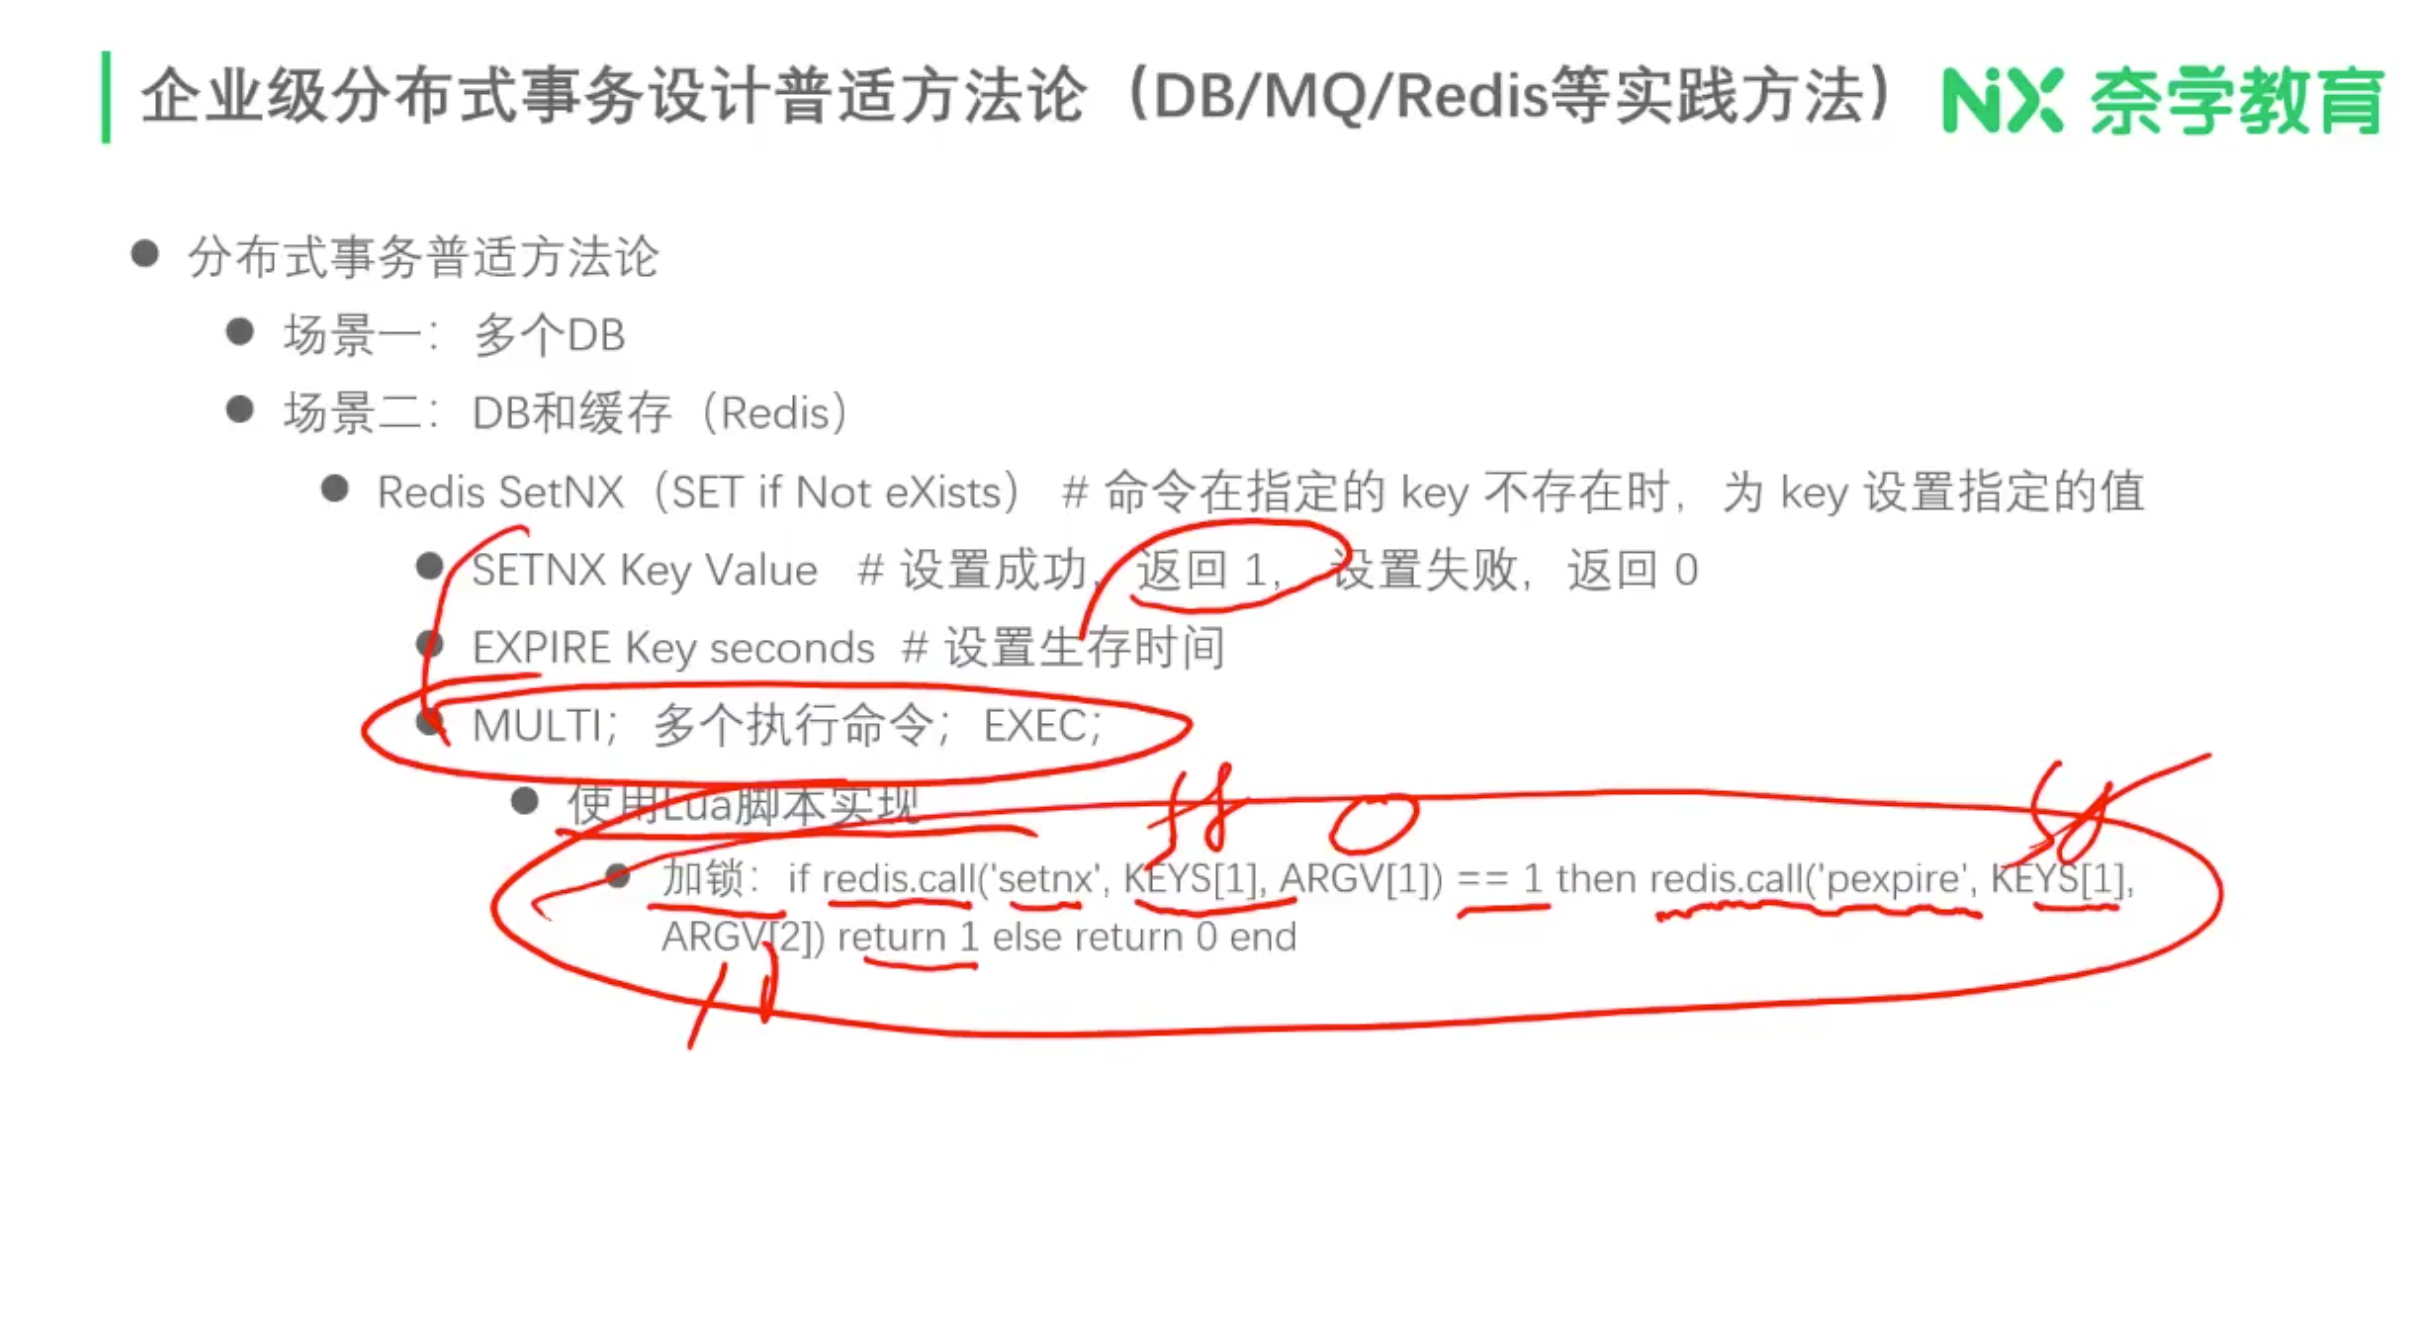 企业级分布式事务设计普适方法论（DB/MQ/Redis等实践方法） NiX 奈学教育
分布式事务普适方法论
场景一：多个DB
场景二：DB和缓存（Redis）
Redis SetNX（SET if Not eXists） # 命令在指定的 key 不存在时，为 key 设置指定的值
SETNX Key Value # 设置成功，返回 1， 设置失败，返回 0
EXPIRE Key seconds # 设置生存时间
MULTI；多个执行命令；EXEC；
使用Lua脚本实现
加锁：if redis.call('setnx', KEYS[1], ARGV[1]) == 1 then redis.call('pexpire', KEYS[1],
ARGV[2]) return 1 else return 0 end